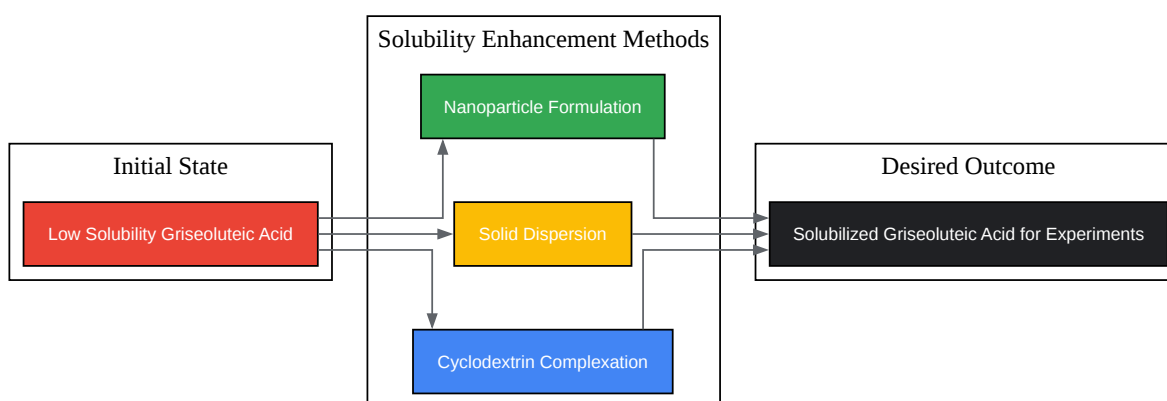 Initial State
Low Solubility Griseoluteic Acid
Solubility Enhancement Methods
Nanoparticle Formulation
Solid Dispersion
Cyclodextrin Complexation
Desired Outcome
Solubilized Griseoluteic Acid for Experiments